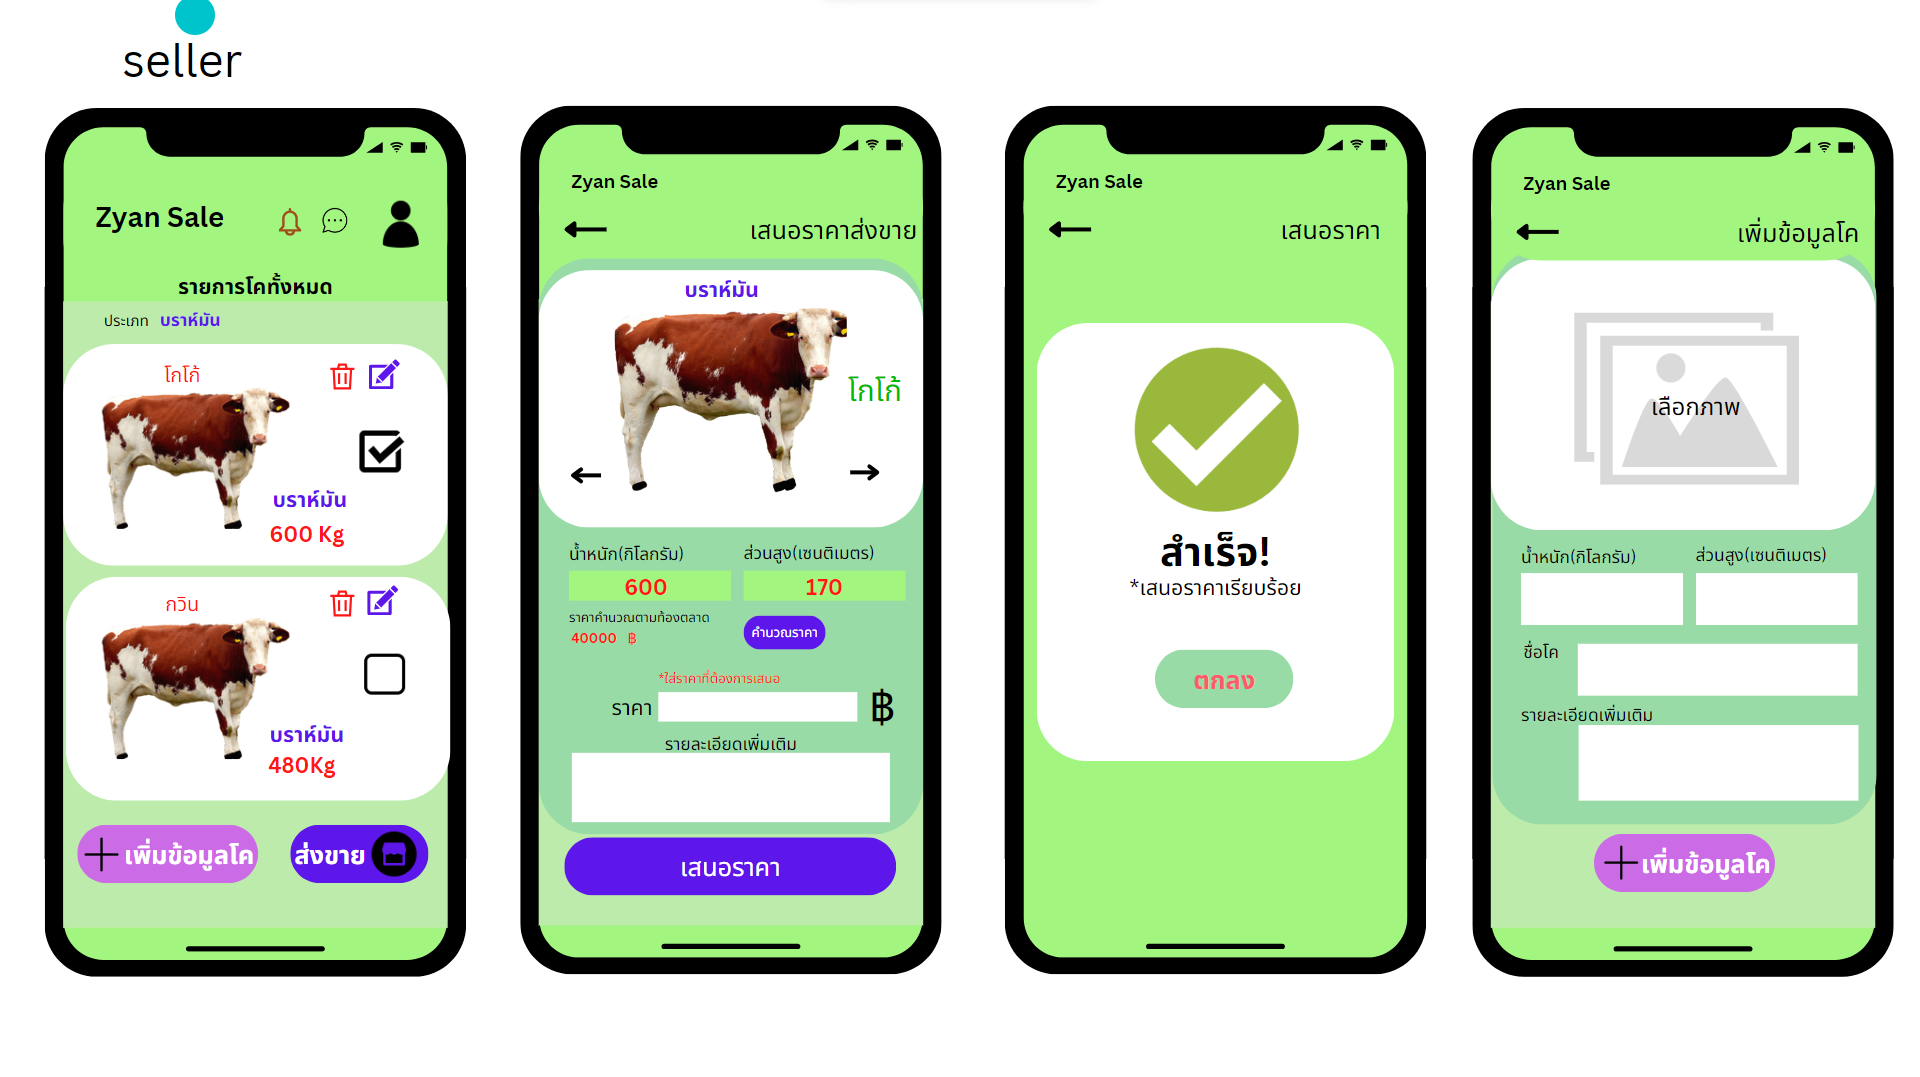 seller
Zyan Sale
รายการโคทั้งหมด
ประเภท บราห์มัน
โกโก้
บราห์มัน
600 Kg
กวิน
บราห์มัน
480Kg
เพิ่มข้อมูลโค
ส่งขาย
Zyan Sale
เสนอราคาส่งขาย
บราห์มัน
โกโก้
น้ำหนัก(กิโลกรัม) ส่วนสูง(เซนติเมตร)
600 170
ราคาคำนวณตามท้องตลาด
40000 ฿
คำนวณราคา
*ใส่ราคาที่ต้องการเสนอ
ราคา ฿
รายละเอียดเพิ่มเติม
เสนอราคา
Zyan Sale
เสนอราคา
สำเร็จ!
*เสนอราคาเรียบร้อย
ตกลง
Zyan Sale
เพิ่มข้อมูลโค
เลือกภาพ
น้ำหนัก(กิโลกรัม) ส่วนสูง(เซนติเมตร)
ชื่อโค
รายละเอียดเพิ่มเติม
เพิ่มข้อมูลโค